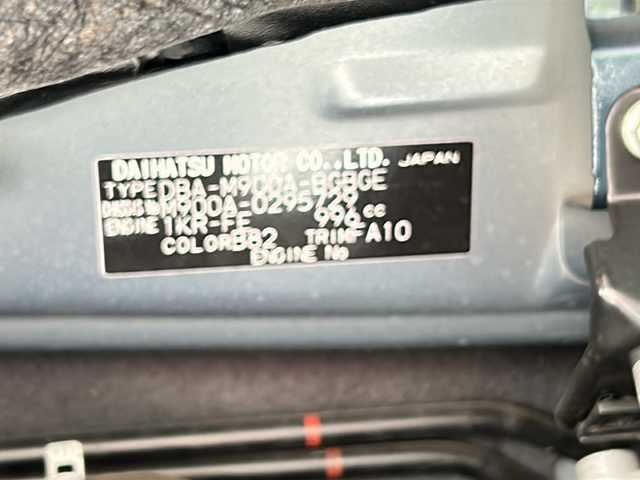 DAIHATSU MOTOR CO.,LTD. JAPAN
TYPE DBA-M900A-BGBGE
M900A-0295729
ENGINE 1KR-FE 996 cc
COLOR B82 TRIM FA10
ENGINE No